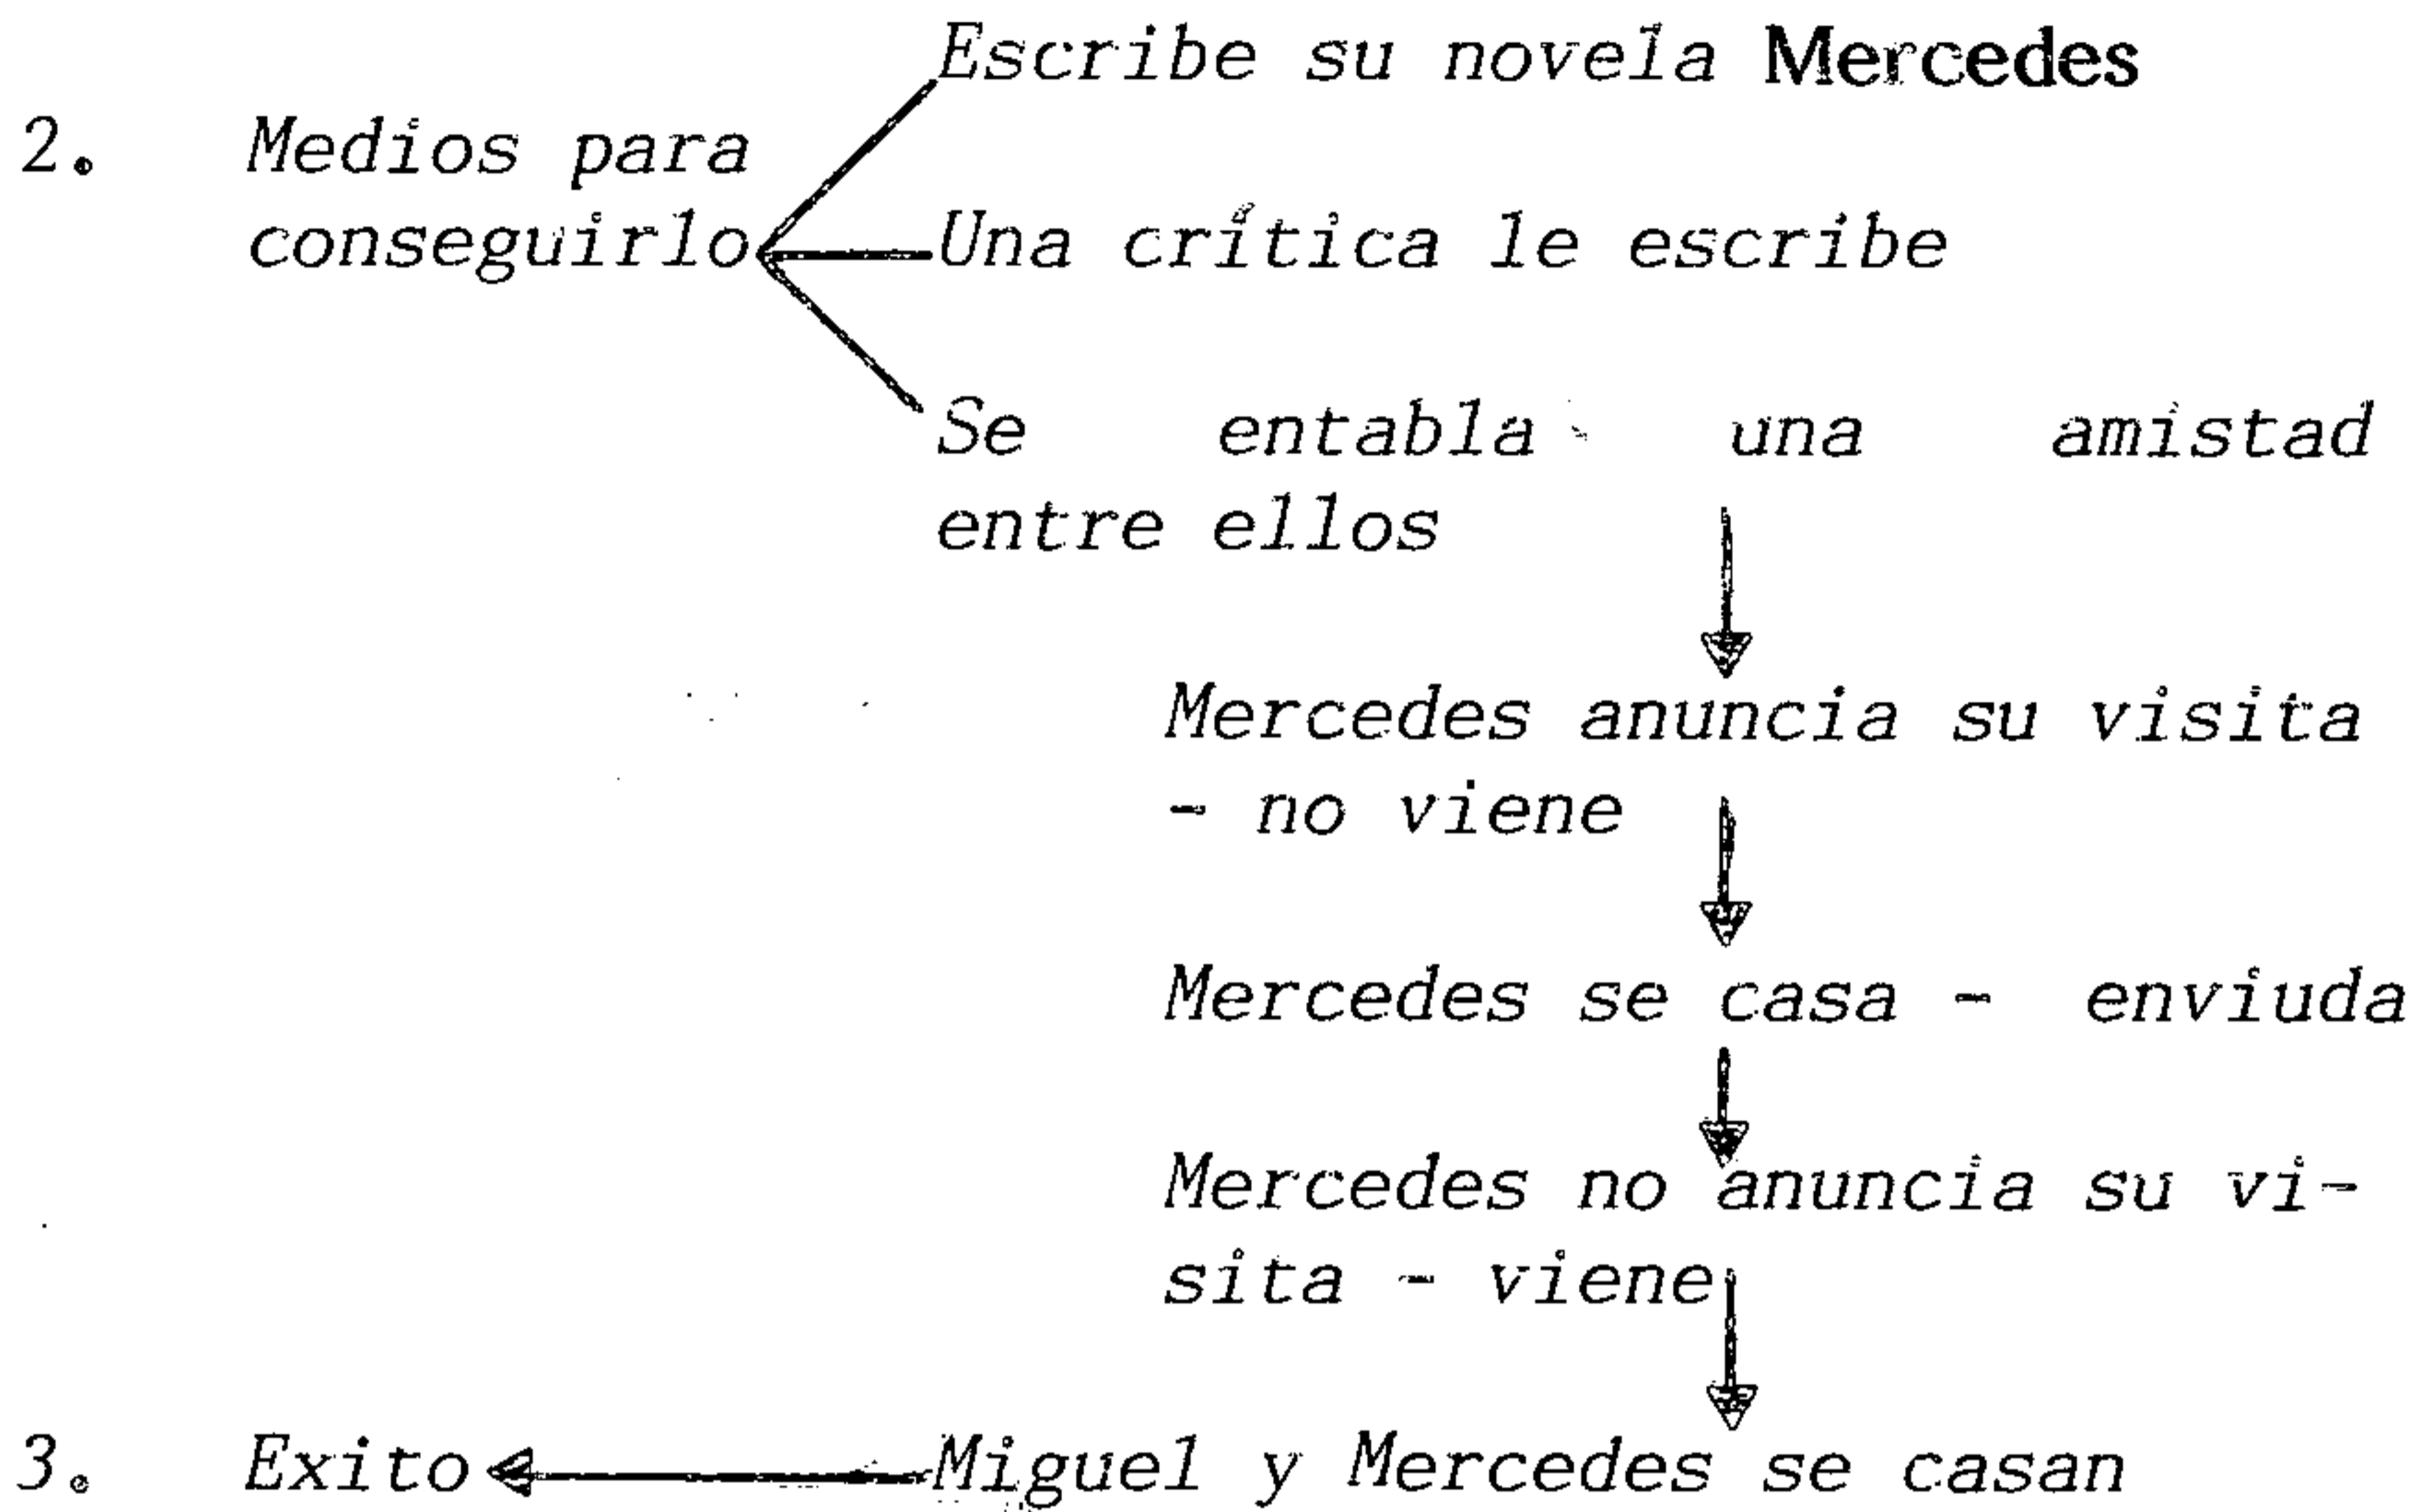 Escribe su novela Mercedes
2. Medios para
conseguirlo
Una crítica le escribe
Se entabla una amistad
entre ellos
Mercedes anuncia su visita
- no viene
Mercedes se casa - enviuda
Mercedes no anuncia su vi-
sita - viene
3. Exito
Miguel y Mercedes se casan